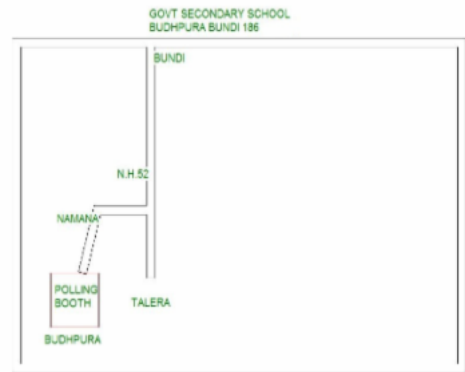 GOVT SECONDARY SCHOOL
BUDHPURA BUNDI 186
BUNDI
N.H.52
NAMANA
POLLING
BOOTH
TALERA
BUDHPURA